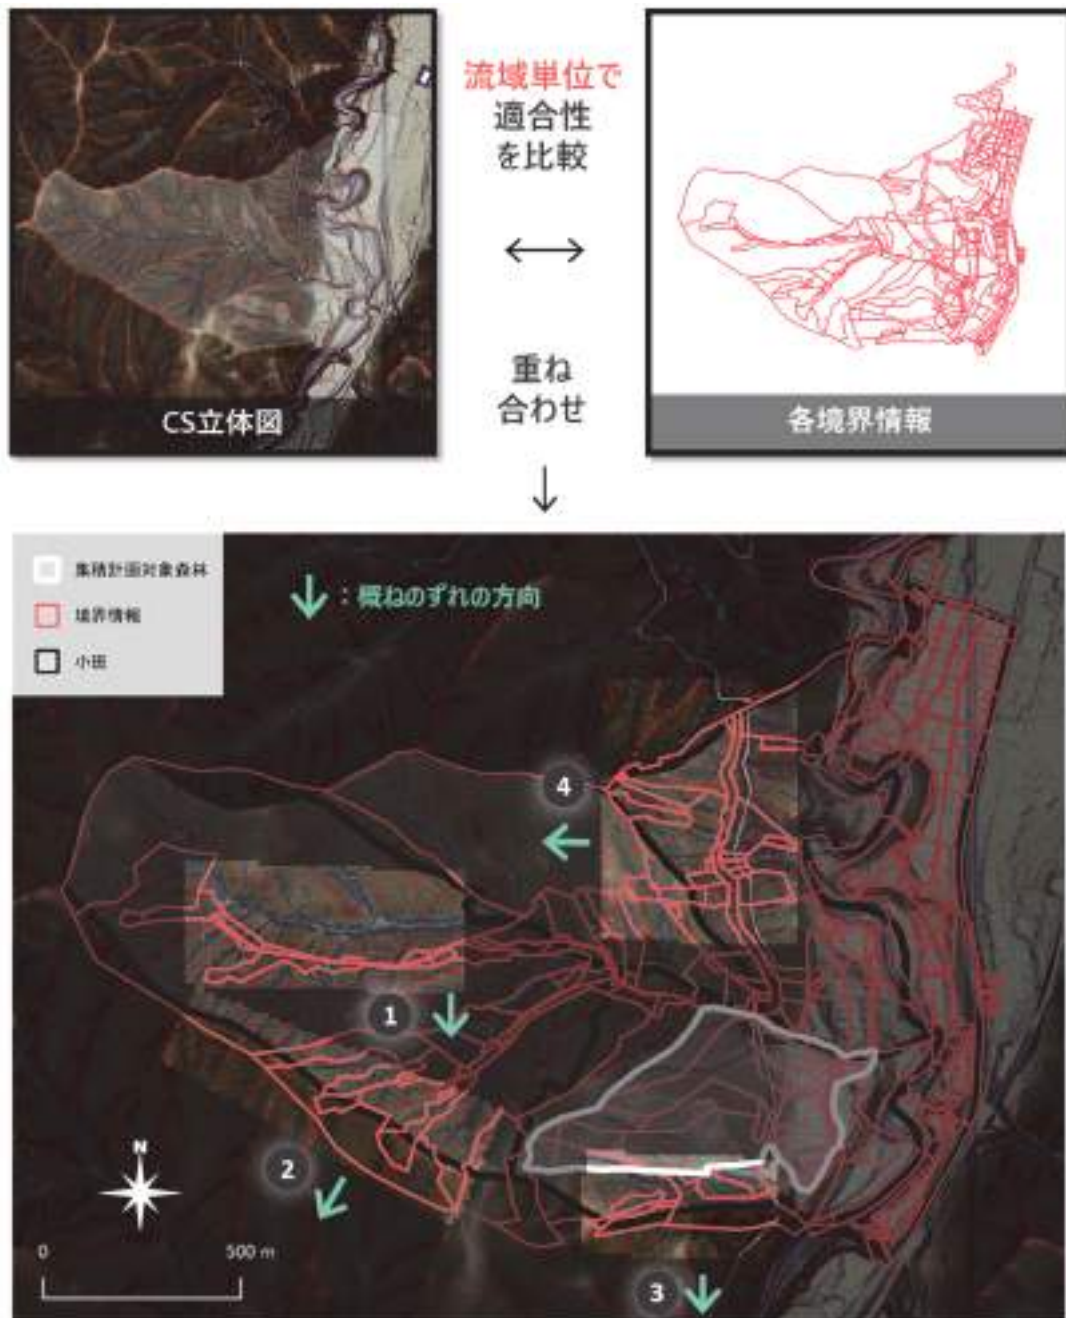 流域単位で
適合性
を比較
重ね
合わせ
CS立体図
各境界情報
集積計画対象森林
境界情報
小班
：概ねのずれの方向
4
1
2
3
N
0 500 m